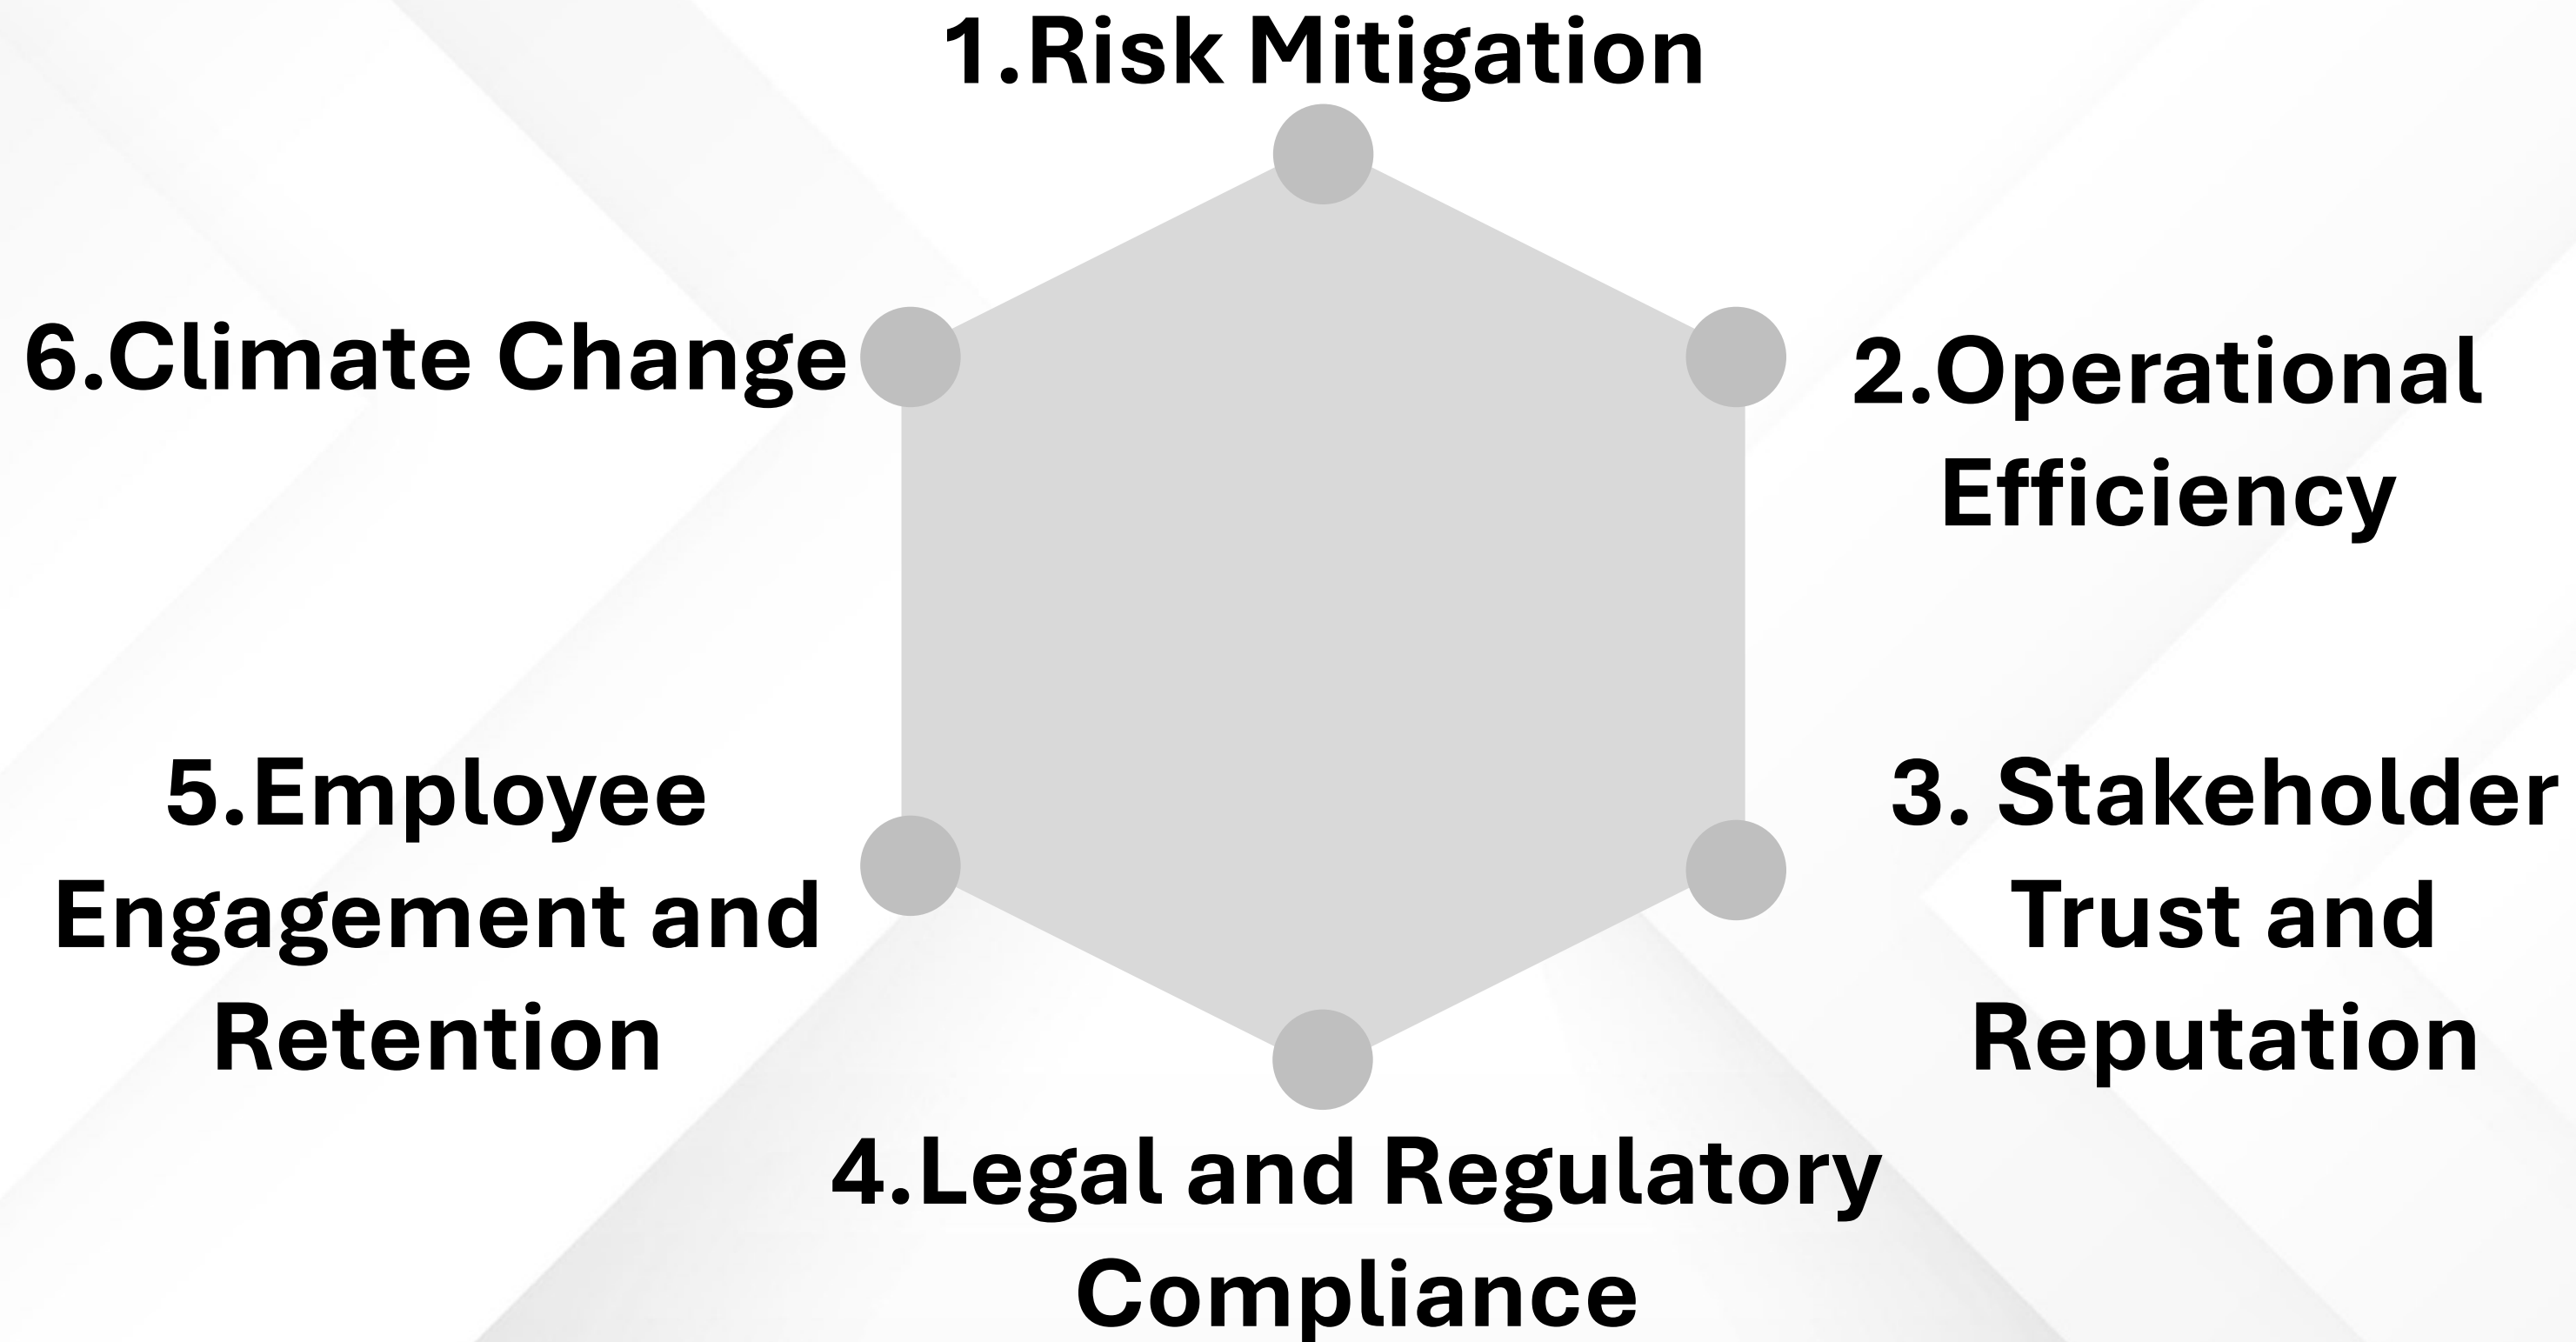 1.Risk Mitigation
2.Operational
Efficiency
3. Stakeholder
Trust and
Reputation
4.Legal and Regulatory
Compliance
5.Employee
Engagement and
Retention
6.Climate Change